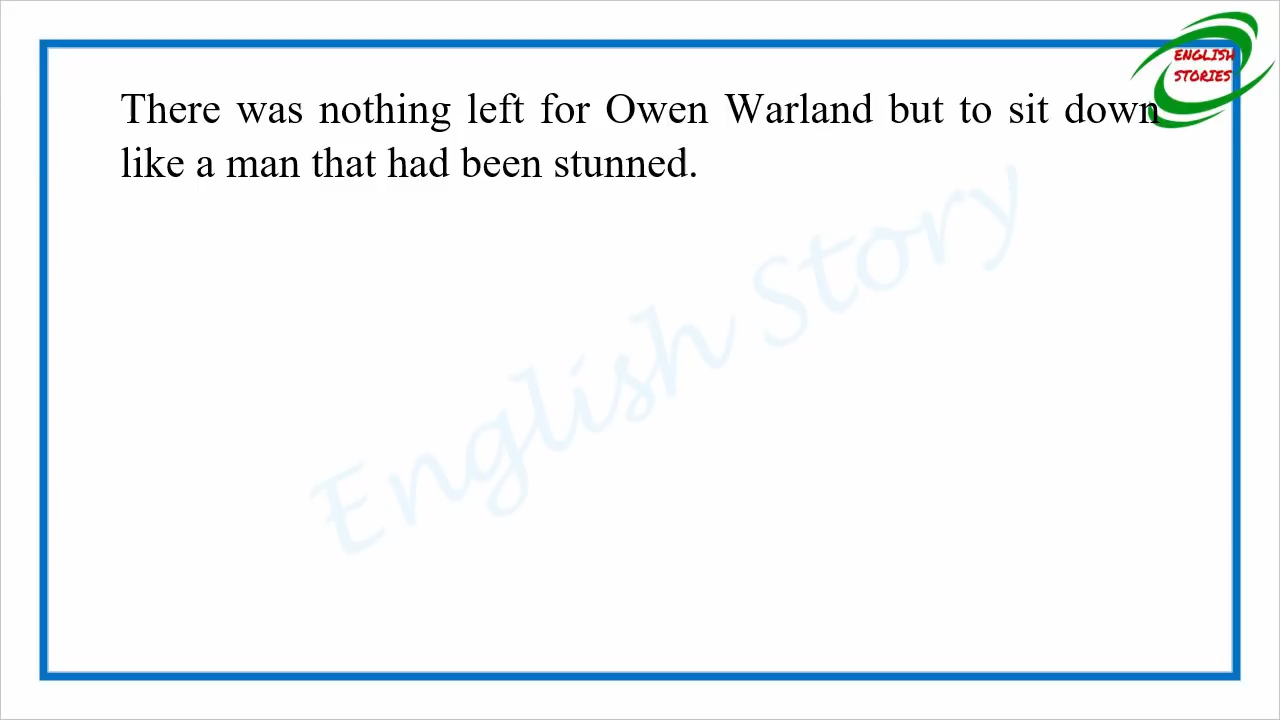 ENGLISH
STORIES
There was nothing left for Owen Warland but to sit down
like a man that had been stunned.
English Story